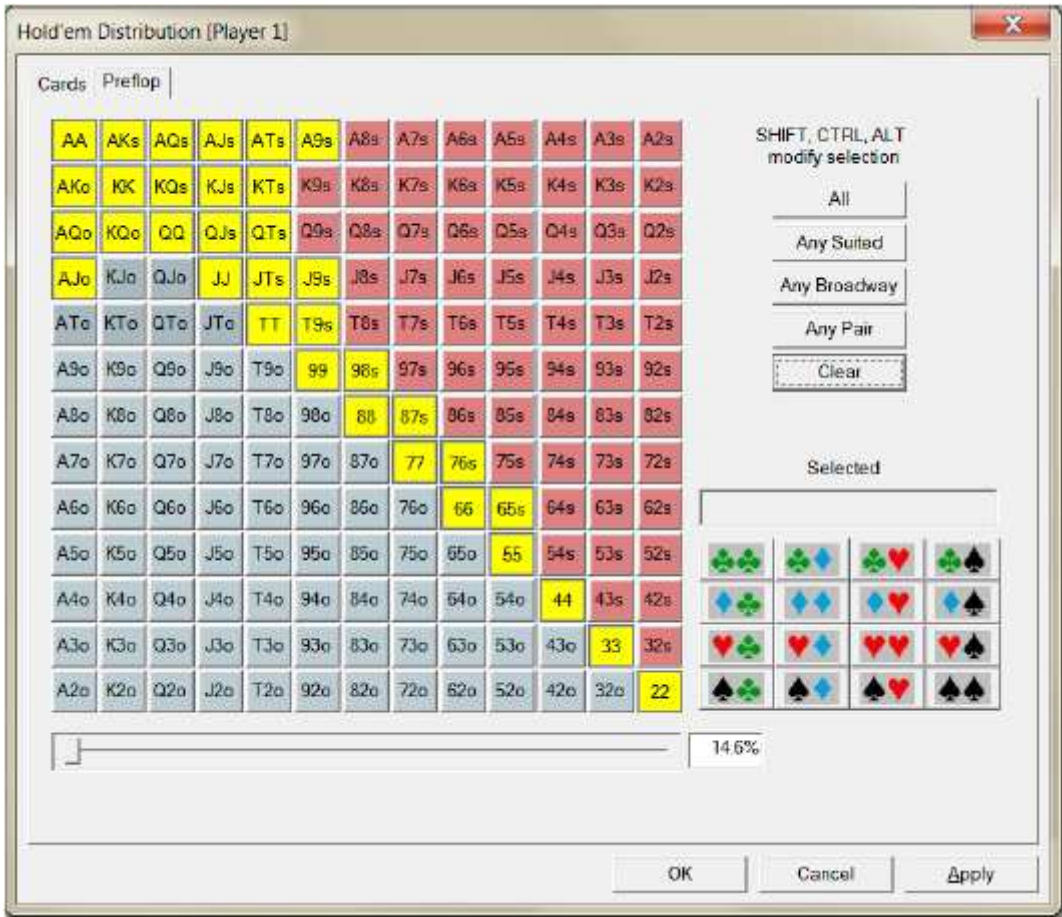 Hold'em Distribution [Player 1]
Cards Preflop
AA AKs AQs AJs ATs A9s A8s A7s A6s A5s A4s A3s A2s
AKo KK KQs KJs KTs K9s K8s K7s K6s K5s K4s K3s K2s
AQo KQo QQ QJs QTs Q9s Q8s Q7s Q6s Q5s Q4s Q3s Q2s
AJo KJo QJo JJ JTs J9s J8s J7s J6s J5s J4s J3s J2s
ATo KTo QTo JTo TT T9s T8s T7s T6s T5s T4s T3s T2s
A9o K9o Q9o J9o T9o 99 98s 97s 96s 95s 94s 93s 92s
A8o K8o Q8o J8o T8o 98o 88 87s 86s 85s 84s 83s 82s
A7o K7o Q7o J7o T7o 97o 87o 77 76s 75s 74s 73s 72s
A6o K6o Q6o J6o T6o 96o 86o 76o 66 65s 64s 63s 62s
A5o K5o Q5o J5o T5o 95o 85o 75o 65o 55 54s 53s 52s
A4o K4o Q4o J4o T4o 94o 84o 74o 64o 54o 44 43s 42s
A3o K3o Q3o J3o T3o 93o 83o 73o 63o 53o 43o 33 32s
A2o K2o Q2o J2o T2o 92o 82o 72o 62o 52o 42o 32o 22
14.6%
SHIFT, CTRL, ALT
modify selection
All
Any Suited
Any Broadway
Any Pair
Clear
Selected
OK Cancel Apply